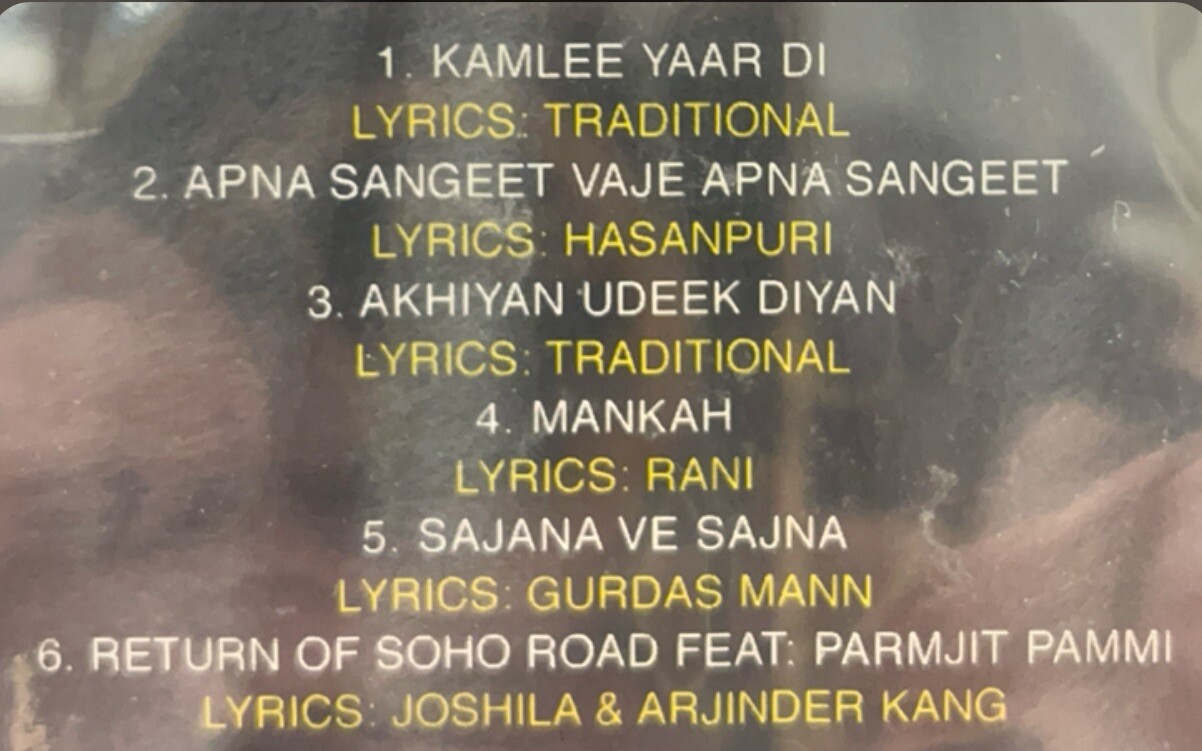 1. KAMLEE YAAR DI
LYRICS: TRADITIONAL
2. APNA SANGEET VAJE APNA SANGEET
LYRICS: HASANPURI
3. AKHIYAN UDEEK DIYAN
LYRICS: TRADITIONAL
4. MANKAH
LYRICS: RANI
5. SAJANA VE SAJNA
LYRICS: GURDAS MANN
6. RETURN OF SOHO ROAD FEAT: PARMJIT PAMMI
LYRICS: JOSHILA & ARJINDER KANG